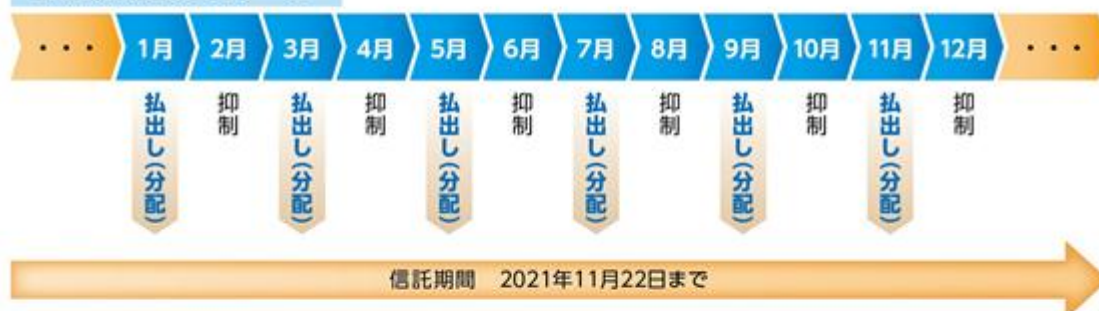 ・・・ 1月 2月 3月 4月 5月 6月 7月 8月 9月 10月 11月 12月 ・・・
払出し(分配) 抑制 払出し(分配) 抑制 払出し(分配) 抑制 払出し(分配) 抑制 払出し(分配) 抑制 払出し(分配) 抑制
信託期間 2021年11月22日まで